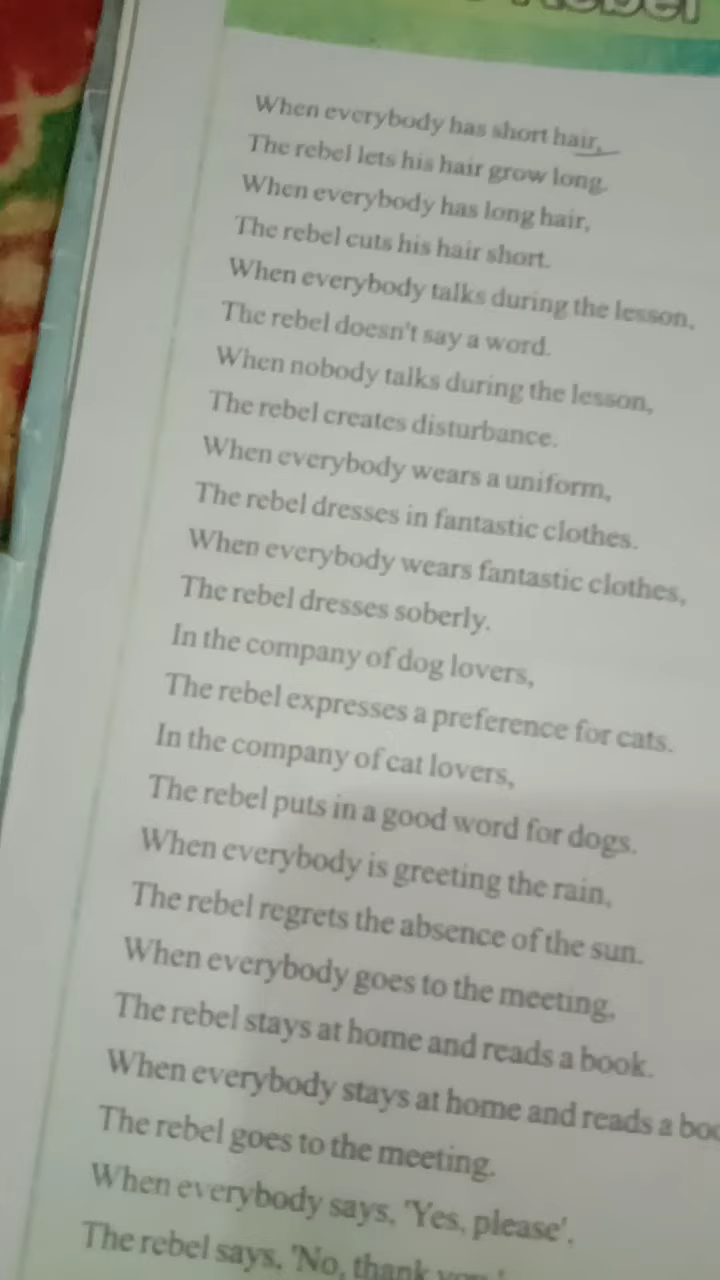 Rebel
When everybody has short hair,
The rebel lets his hair grow long.
When everybody has long hair,
The rebel cuts his hair short.
When everybody talks during the lesson,
The rebel doesn't say a word.
When nobody talks during the lesson,
The rebel creates disturbance.
When everybody wears a uniform,
The rebel dresses in fantastic clothes.
When everybody wears fantastic clothes,
The rebel dresses soberly.
In the company of dog lovers,
The rebel expresses a preference for cats.
In the company of cat lovers,
The rebel puts in a good word for dogs.
When everybody is greeting the rain,
The rebel regrets the absence of the sun.
When everybody goes to the meeting,
The rebel stays at home and reads a book.
When everybody stays at home and reads a boo
The rebel goes to the meeting.
When everybody says, 'Yes, please',
The rebel says, 'No, thank you.'